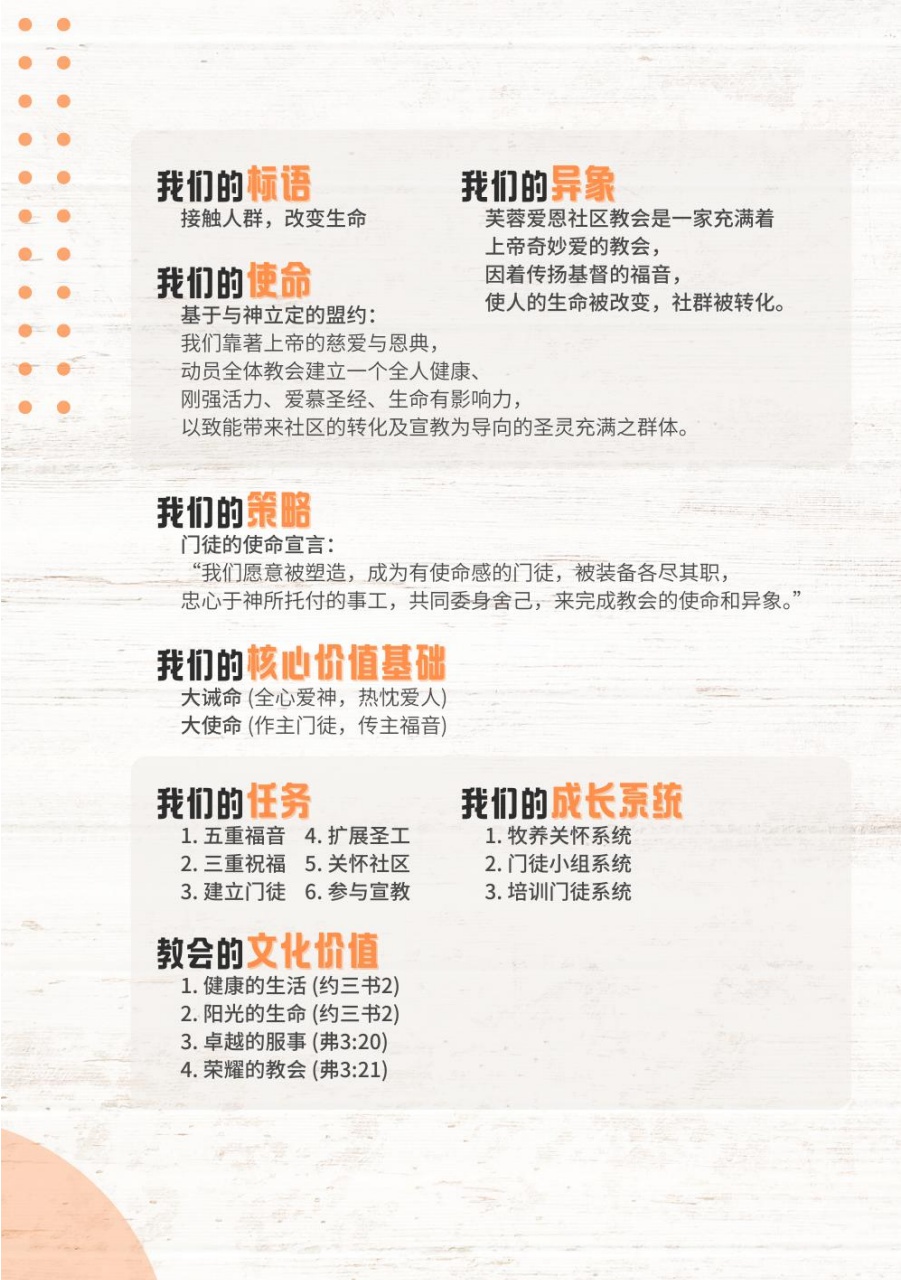 我们的标语
接触人群，改变生命
我们的异象
芙蓉爱恩社区教会是一家充满着
上帝奇妙爱的教会，
因着传扬基督的福音，
使人的生命被改变，社群被转化。
我们的使命
基于与神立定的盟约：
我们靠著上帝的慈爱与恩典，
动员全体教会建立一个全人健康、
刚强活力、爱慕圣经、生命有影响力，
以致能带来社区的转化及宣教为导向的圣灵充满之群体。
我们的策略
门徒的使命宣言：
“我们愿意被塑造，成为有使命感的门徒，被装备各尽其职，
忠心于神所托付的事工，共同委身舍己，来完成教会的使命和异象。”
我们的核心价值基础
大诫命 (全心爱神，热忱爱人)
大使命 (作主门徒，传主福音)
我们的任务
1. 五重福音 4. 扩展圣工
2. 三重祝福 5. 关怀社区
3. 建立门徒 6. 参与宣教
我们的成长系统
1. 牧养关怀系统
2. 门徒小组系统
3. 培训门徒系统
教会的文化价值
1. 健康的生活 (约三书2)
2. 阳光的生命 (约三书2)
3. 卓越的服事 (弗3:20)
4. 荣耀的教会 (弗3:21)